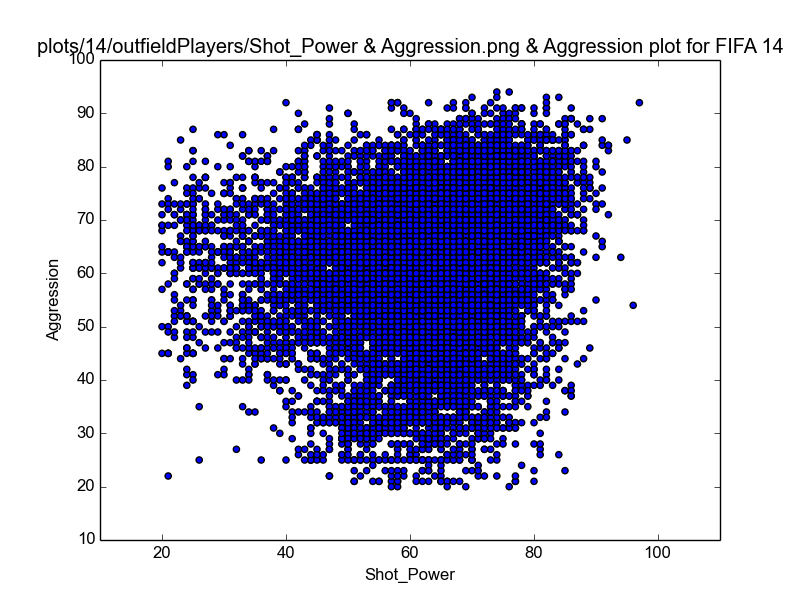 plots/14/outfieldPlayers/Shot_Power & Aggression.png & Aggression plot for FIFA 14
100
90
80
70
60
50
40
30
20
10
Aggression
20 40 60 80 100
Shot_Power